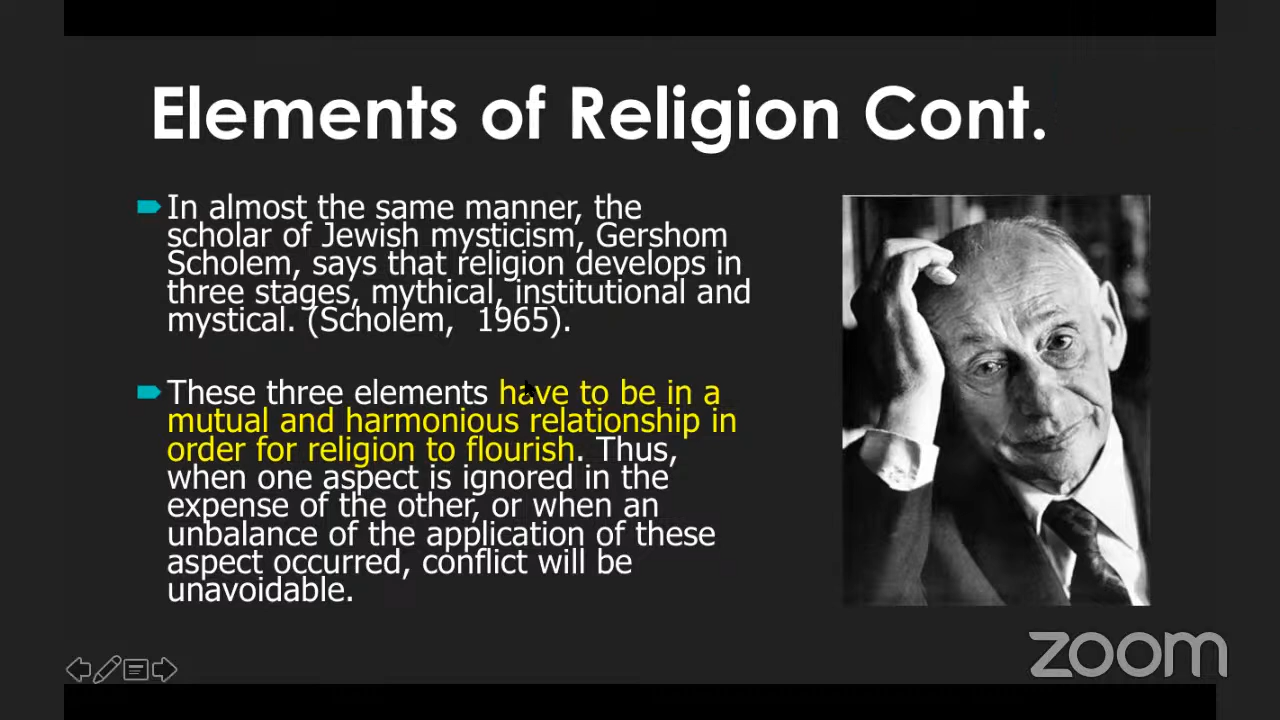 Elements of Religion Cont.
In almost the same manner, the
scholar of Jewish mysticism, Gershom
Scholem, says that religion develops in
three stages, mythical, institutional and
mystical. (Scholem,  1965).
These three elements have to be in a
mutual and harmonious relationship in
order for religion to flourish. Thus,
when one aspect is ignored in the
expense of the other, or when an
unbalance of the application of these
aspect occurred, conflict will be
unavoidable.
zoom